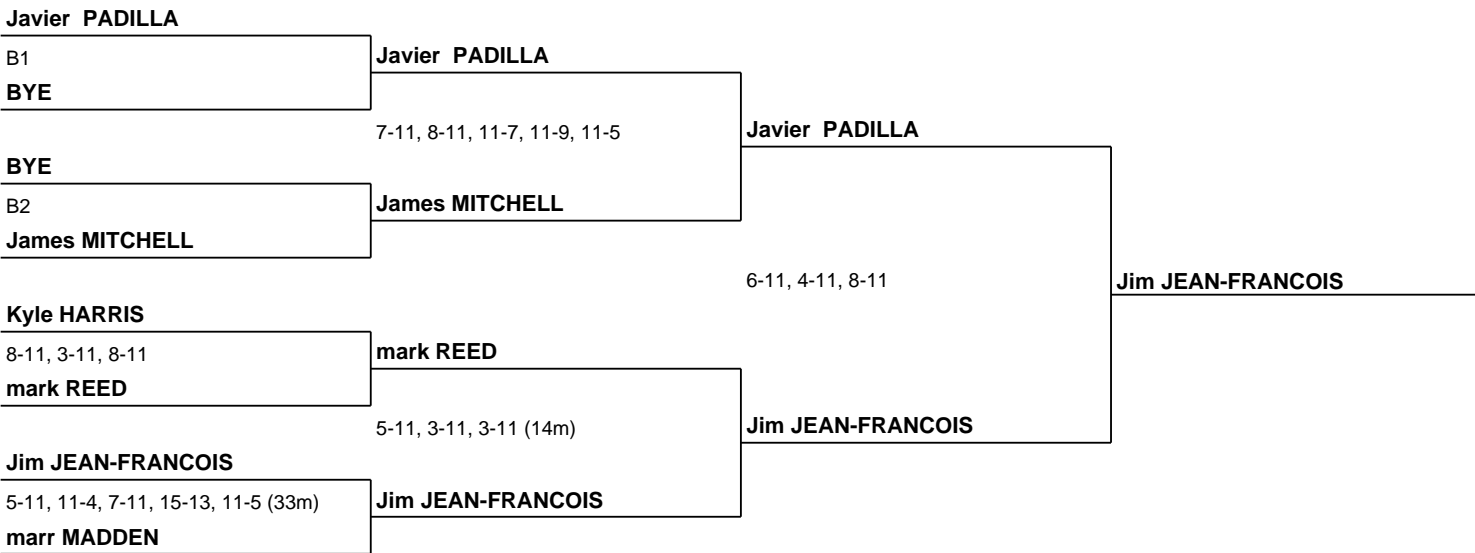 Javier  PADILLA
B1
BYE
Javier  PADILLA
7-11, 8-11, 11-7, 11-9, 11-5
BYE
B2
James MITCHELL
James MITCHELL
Javier  PADILLA
6-11, 4-11, 8-11
Jim JEAN-FRANCOIS
Kyle HARRIS
8-11, 3-11, 8-11
mark REED
mark REED
5-11, 3-11, 3-11 (14m)
Jim JEAN-FRANCOIS
Jim JEAN-FRANCOIS
5-11, 11-4, 7-11, 15-13, 11-5 (33m)
marr MADDEN
Jim JEAN-FRANCOIS